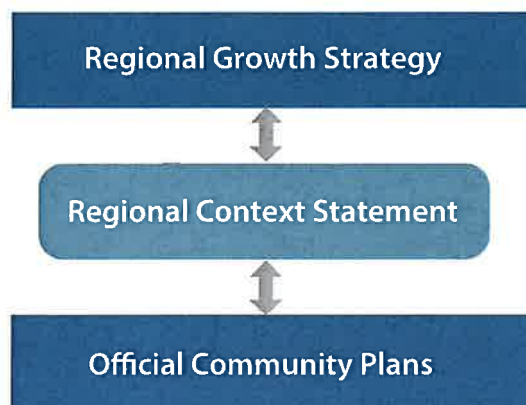 Regional Growth Strategy
Regional Context Statement
Official Community Plans